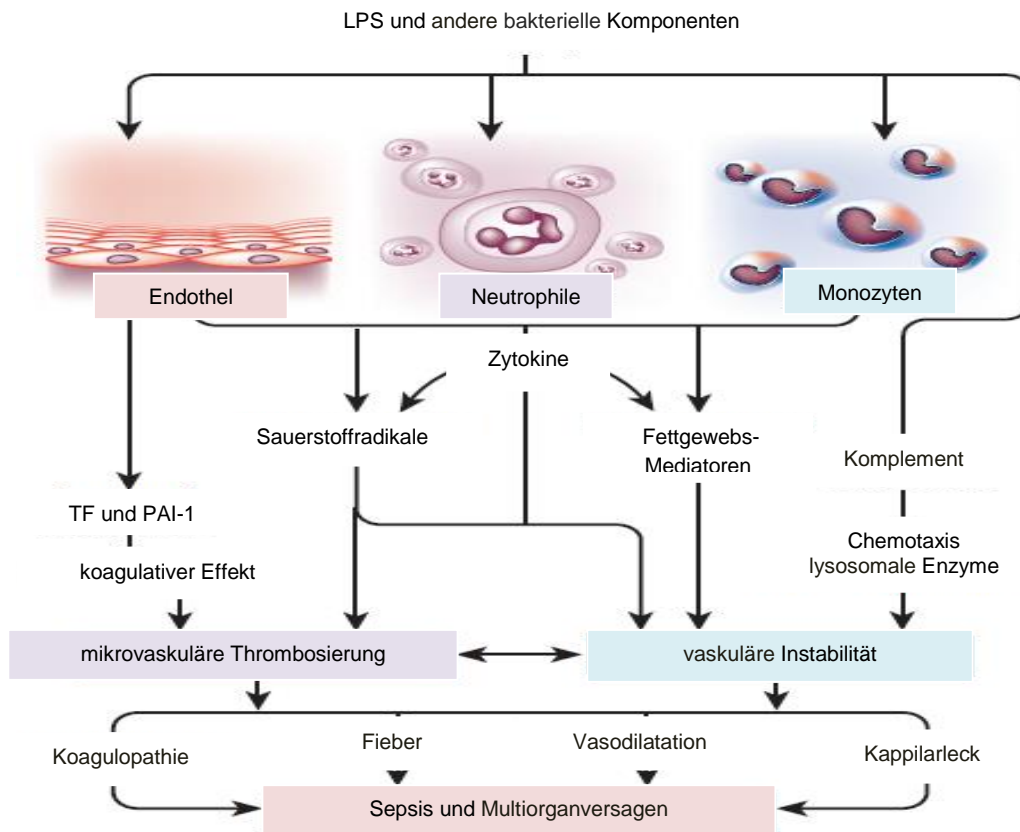 LPS und andere bakterielle Komponenten
Endothel
Neutrophile
Monozyten
Zytokine
Sauerstoffradikale
Fettgewebs-
Mediatoren
Komplement
TF und PAI-1
Chemotaxis
lysosomale Enzyme
koagulativer Effekt
mikrovaskuläre Thrombosierung
vaskuläre Instabilität
Koagulopathie
Fieber
Vasodilatation
Kappilarleck
Sepsis und Multiorganversagen